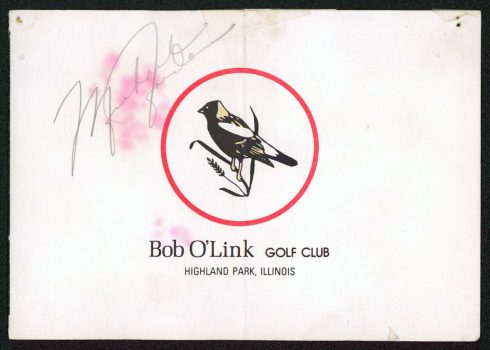 Bob O'Link GOLF CLUB
HIGHLAND PARK, ILLINOIS